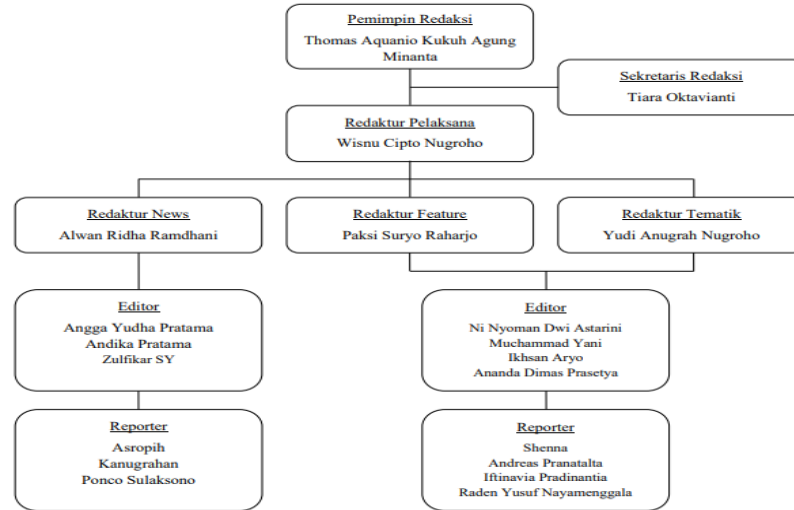 Pemimpin Redaksi
Thomas Aquanio Kukuh Agung
Minanta
Sekretaris Redaksi
Tiara Oktavianti
Redaktur Pelaksana
Wisnu Cipto Nugroho
Redaktur News
Alwan Ridha Ramdhani
Redaktur Feature
Paksi Suryo Raharjo
Redaktur Tematik
Yudi Anugrah Nugroho
Editor
Angga Yudha Pratama
Andika Pratama
Zulfikar SY
Editor
Ni Nyoman Dwi Astarini
Muchammad Yani
Ikhsan Aryo
Ananda Dimas Prasetya
Reporter
Asropih
Kanugrahan
Ponco Sulaksono
Reporter
Shenna
Andreas Pranatalta
Iftinavia Pradinantia
Raden Yusuf Nayamenggala